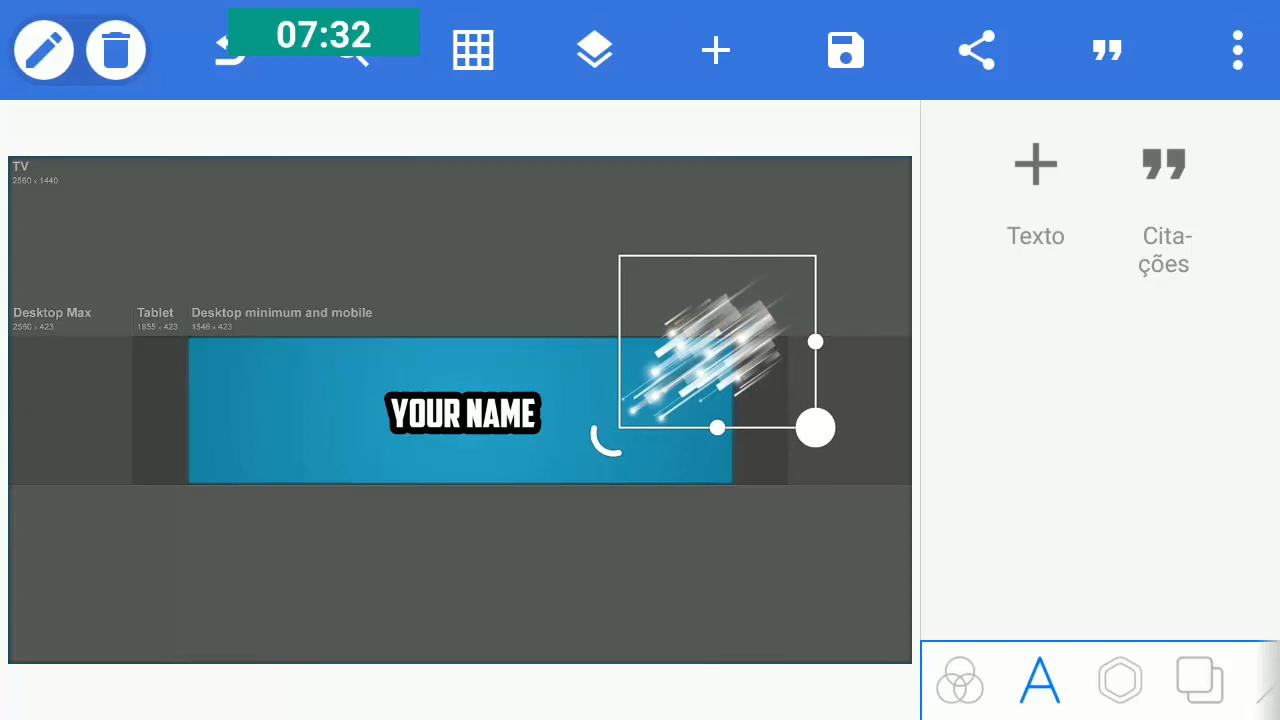 07:32
TV
2560 x 1440
Desktop Max
2560 x 423
Tablet
1855 x 423
Desktop minimum and mobile
1546 x 423
YOUR NAME
Texto
Cita-
ções